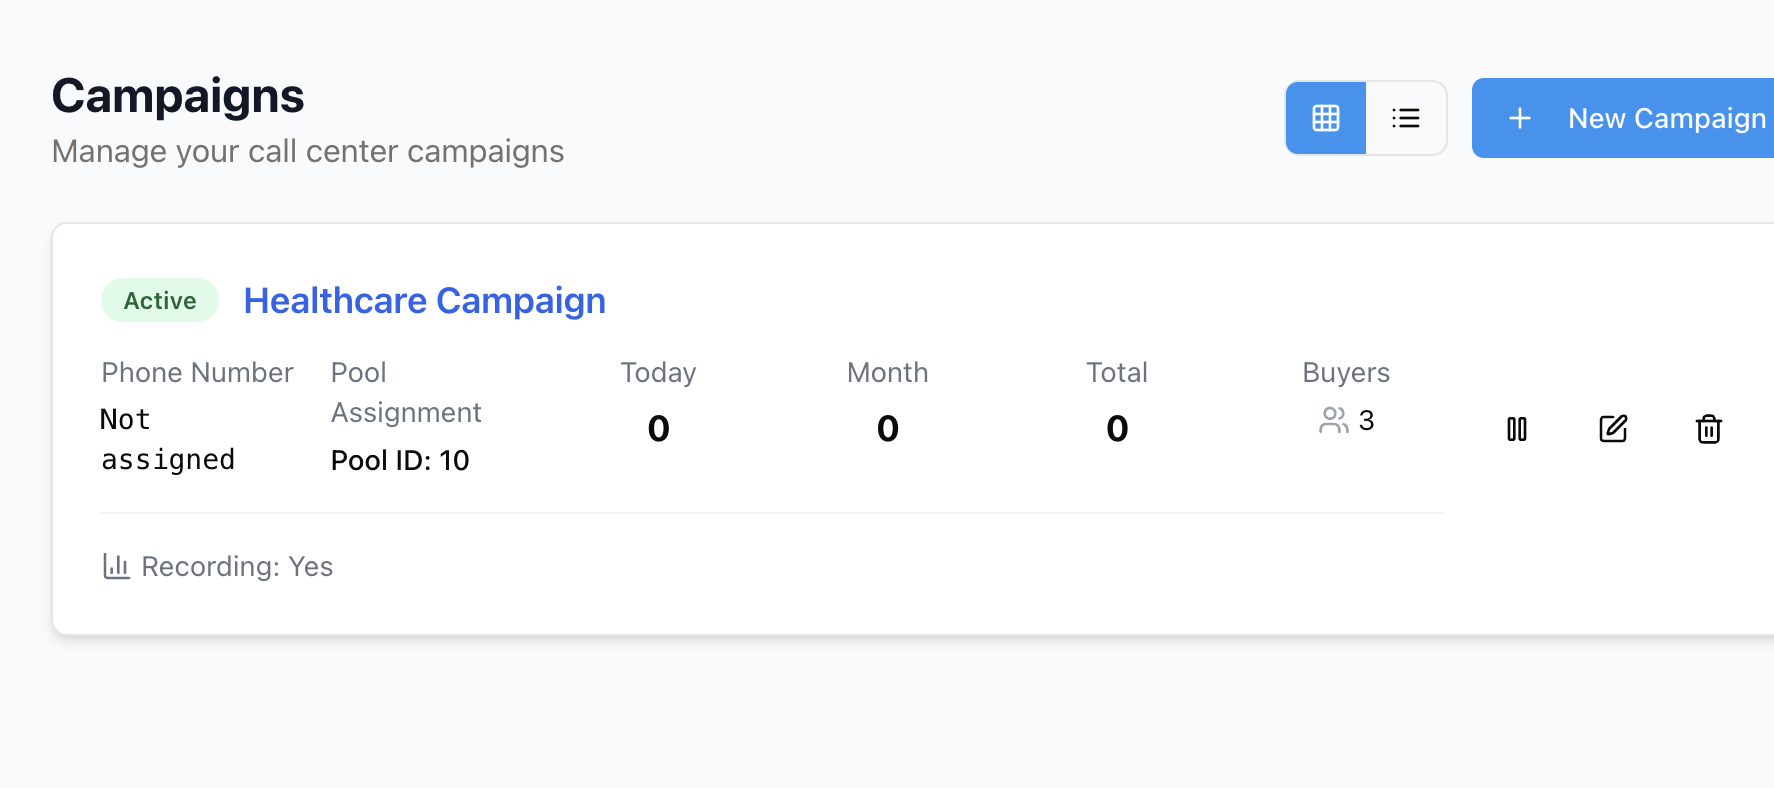 Campaigns
Manage your call center campaigns
New Campaign
Active Healthcare Campaign
Phone Number
Not
assigned
Pool
Assignment
Pool ID: 10
Today
0
Month
0
Total
0
Buyers
3
Recording: Yes